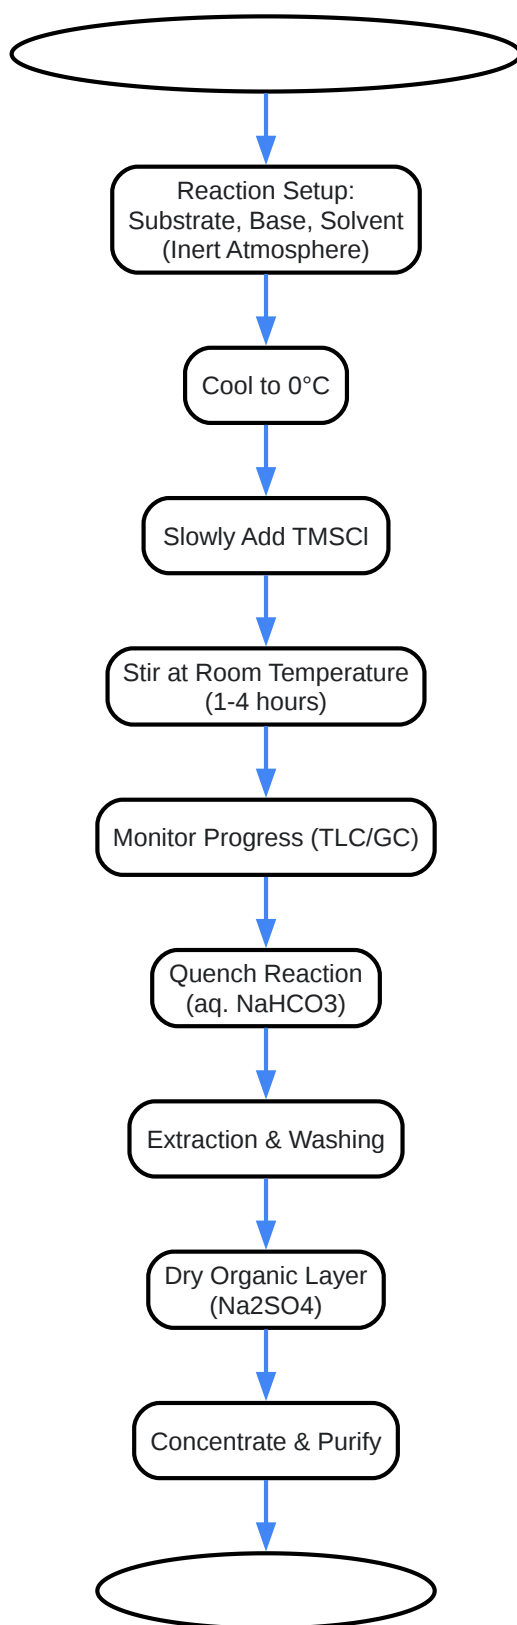 Reaction Setup:
Substrate, Base, Solvent
(Inert Atmosphere)
Cool to 0°C
Slowly Add TMSCl
Stir at Room Temperature
(1-4 hours)
Monitor Progress (TLC/GC)
Quench Reaction
(aq. NaHCO3)
Extraction & Washing
Dry Organic Layer
(Na2SO4)
Concentrate & Purify